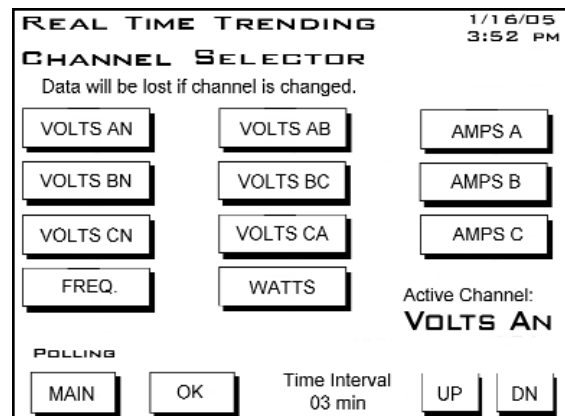 REAL TIME TRENDING
1/16/05
3:52 PM
CHANNEL SELECTOR
Data will be lost if channel is changed.
VOLTS AN VOLTS AB AMPS A
VOLTS BN VOLTS BC AMPS B
VOLTS CN VOLTS CA AMPS C
FREQ. WATTS
Active Channel:
VOLTS AN
POLLING
MAIN OK Time Interval UP DN
03 min